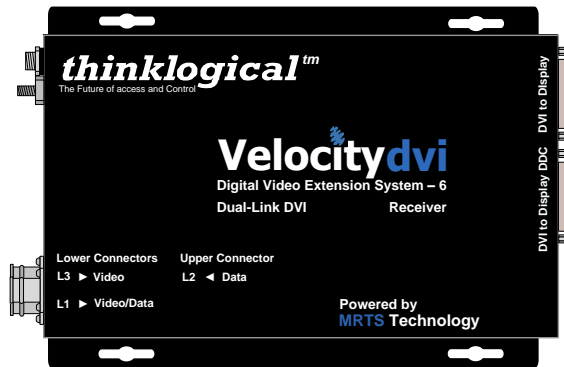 thinklogical tm
The Future of access and Control
Velocitydvi
Digital Video Extension System – 6
Dual-Link DVI Receiver
Lower Connectors Upper Connector
L3 ► Video L2 ◄ Data
L1 ► Video/Data
Powered by
MRTS Technology
DVI to Display
DVI to Display DDC